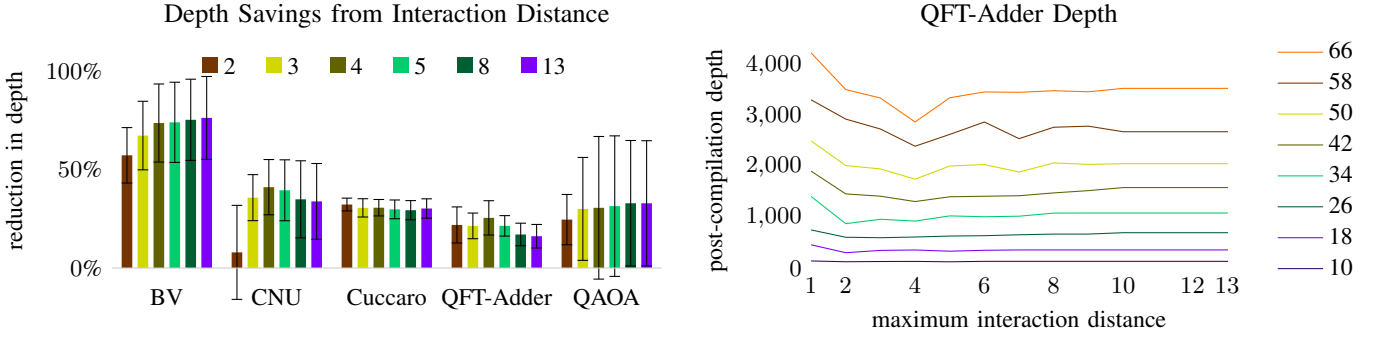 Depth Savings from Interaction Distance
reduction in depth
100%
50%
0%
2 3 4 5 8 13
BV CNU Cuccaro QFT-Adder QAOA
QFT-Adder Depth
post-compilation depth
4,000
3,000
2,000
1,000
0
1 2 4 6 8 10 12 13
maximum interaction distance
66
58
50
42
34
26
18
10